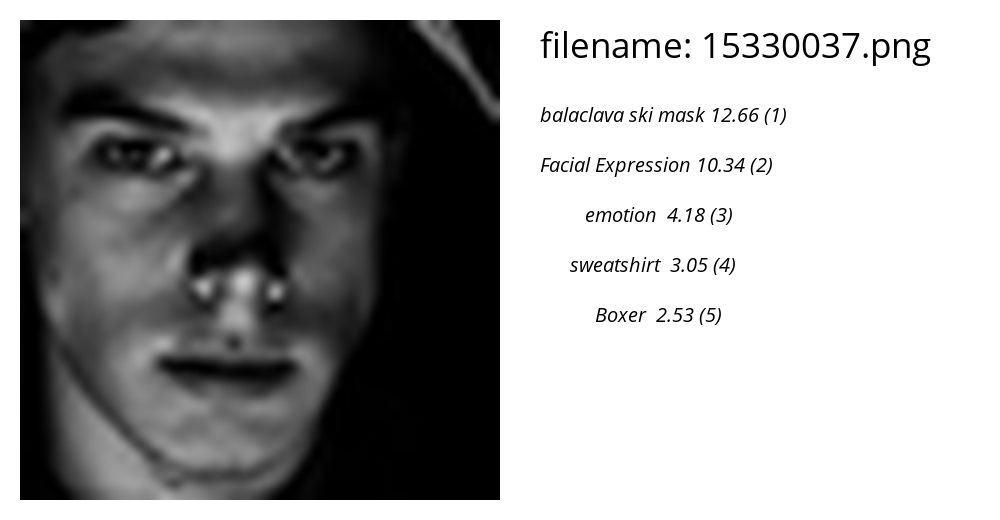 filename: 15330037.png
balaclava ski mask 12.66 (1)
Facial Expression 10.34 (2)
emotion 4.18 (3)
sweatshirt 3.05 (4)
Boxer 2.53 (5)